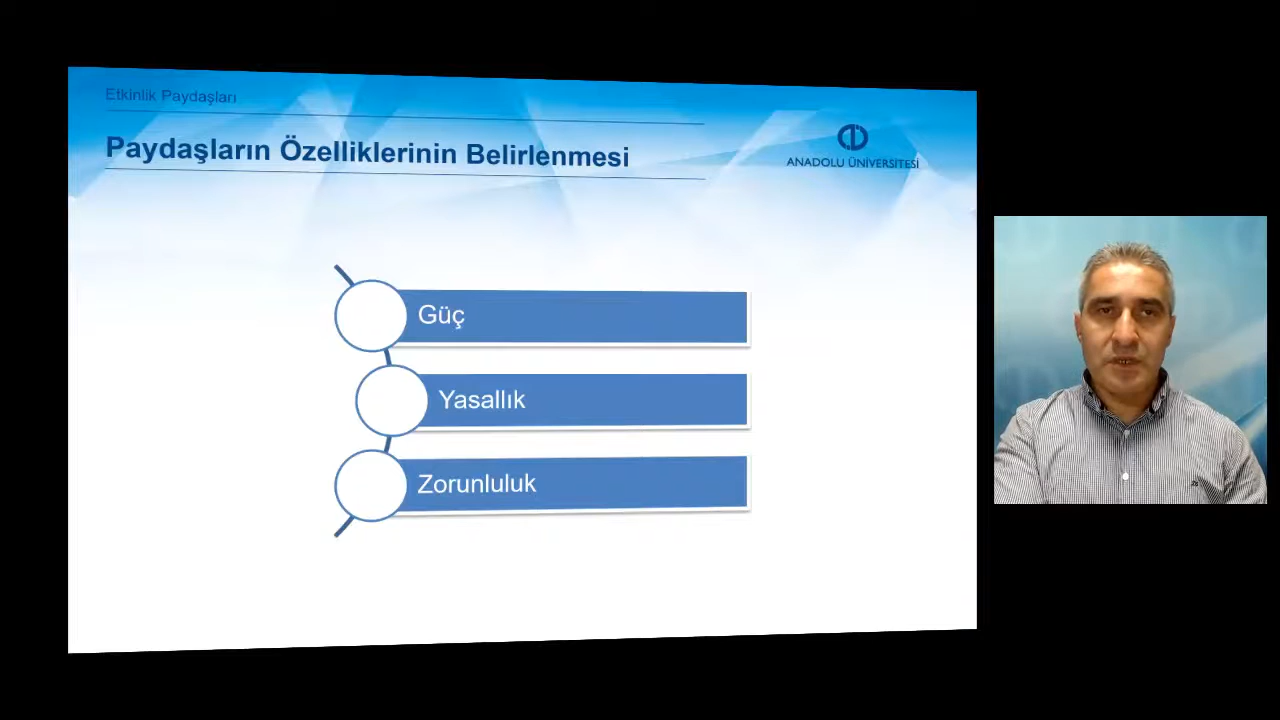 Etkinlik Paydaşları
Paydaşların Özelliklerinin Belirlenmesi
ANADOLU ÜNİVERSİTESİ
Güç
Yasallık
Zorunluluk